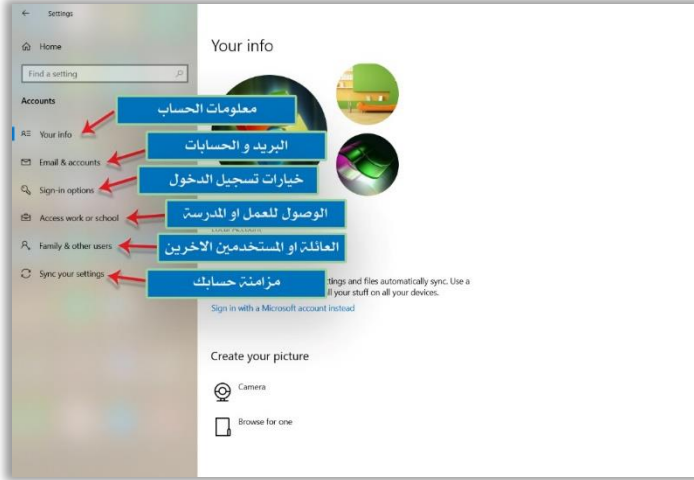 Settings
Home
Your info
Find a setting
Accounts
معلومات الحساب
Your info
البريد و الحسابات
Email & accounts
خيارات تسجيل الدخول
Sign-in options
الوصول للعمل او المدرسة
Access work or school
Local Account
العائلة او المستخدمين الاخرين
Family & other users
مزامنة حسابك
Sync your settings
tings and files automatically sync. Use a
ll your stuff on all your devices.
Sign in with a Microsoft account instead
Create your picture
Camera
Browse for one